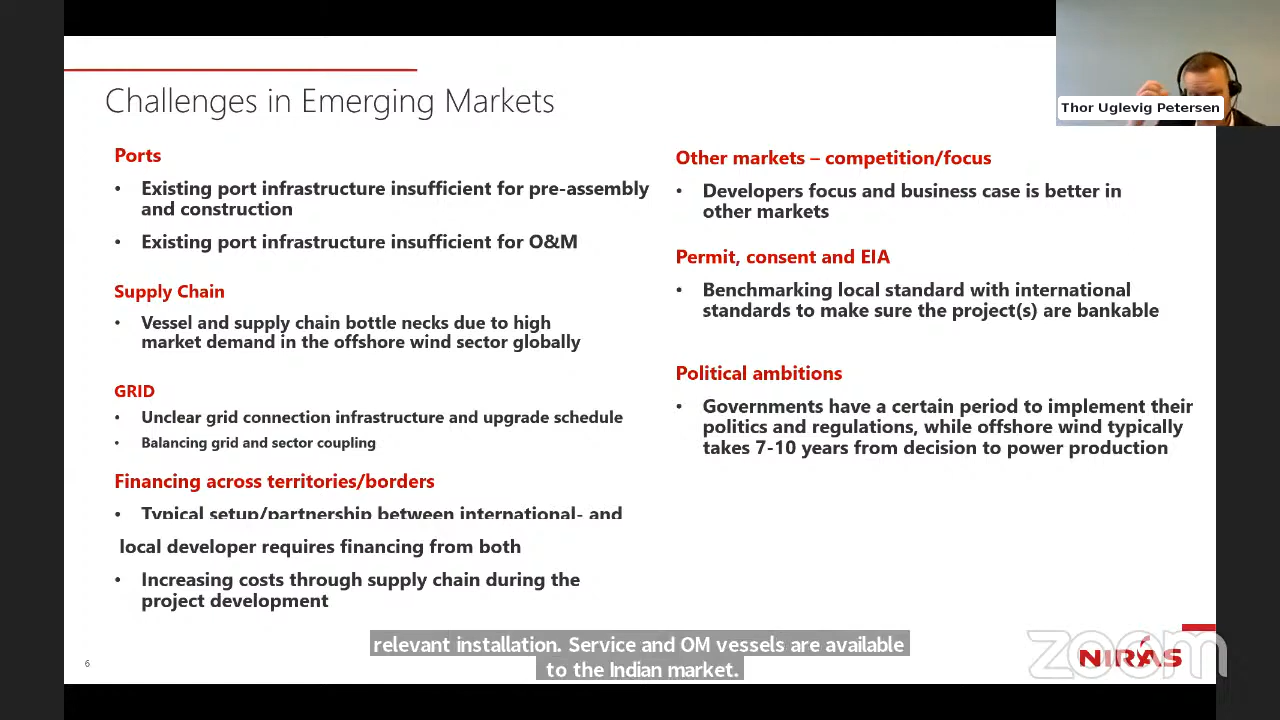 Challenges in Emerging Markets
Thor Uglevig Petersen
Ports
• Existing port infrastructure insufficient for pre-assembly
and construction
• Existing port infrastructure insufficient for O&M
Supply Chain
• Vessel and supply chain bottle necks due to high
market demand in the offshore wind sector globally
GRID
• Unclear grid connection infrastructure and upgrade schedule
• Balancing grid and sector coupling
Financing across territories/borders
• Typical setup/partnership between international- and
local developer requires financing from both
• Increasing costs through supply chain during the
project development
Other markets – competition/focus
• Developers focus and business case is better in
other markets
Permit, consent and EIA
• Benchmarking local standard with international
standards to make sure the project(s) are bankable
Political ambitions
• Governments have a certain period to implement their
politics and regulations, while offshore wind typically
takes 7-10 years from decision to power production
relevant installation. Service and OM vessels are available
to the Indian market.
6
zoom
NIRÁS